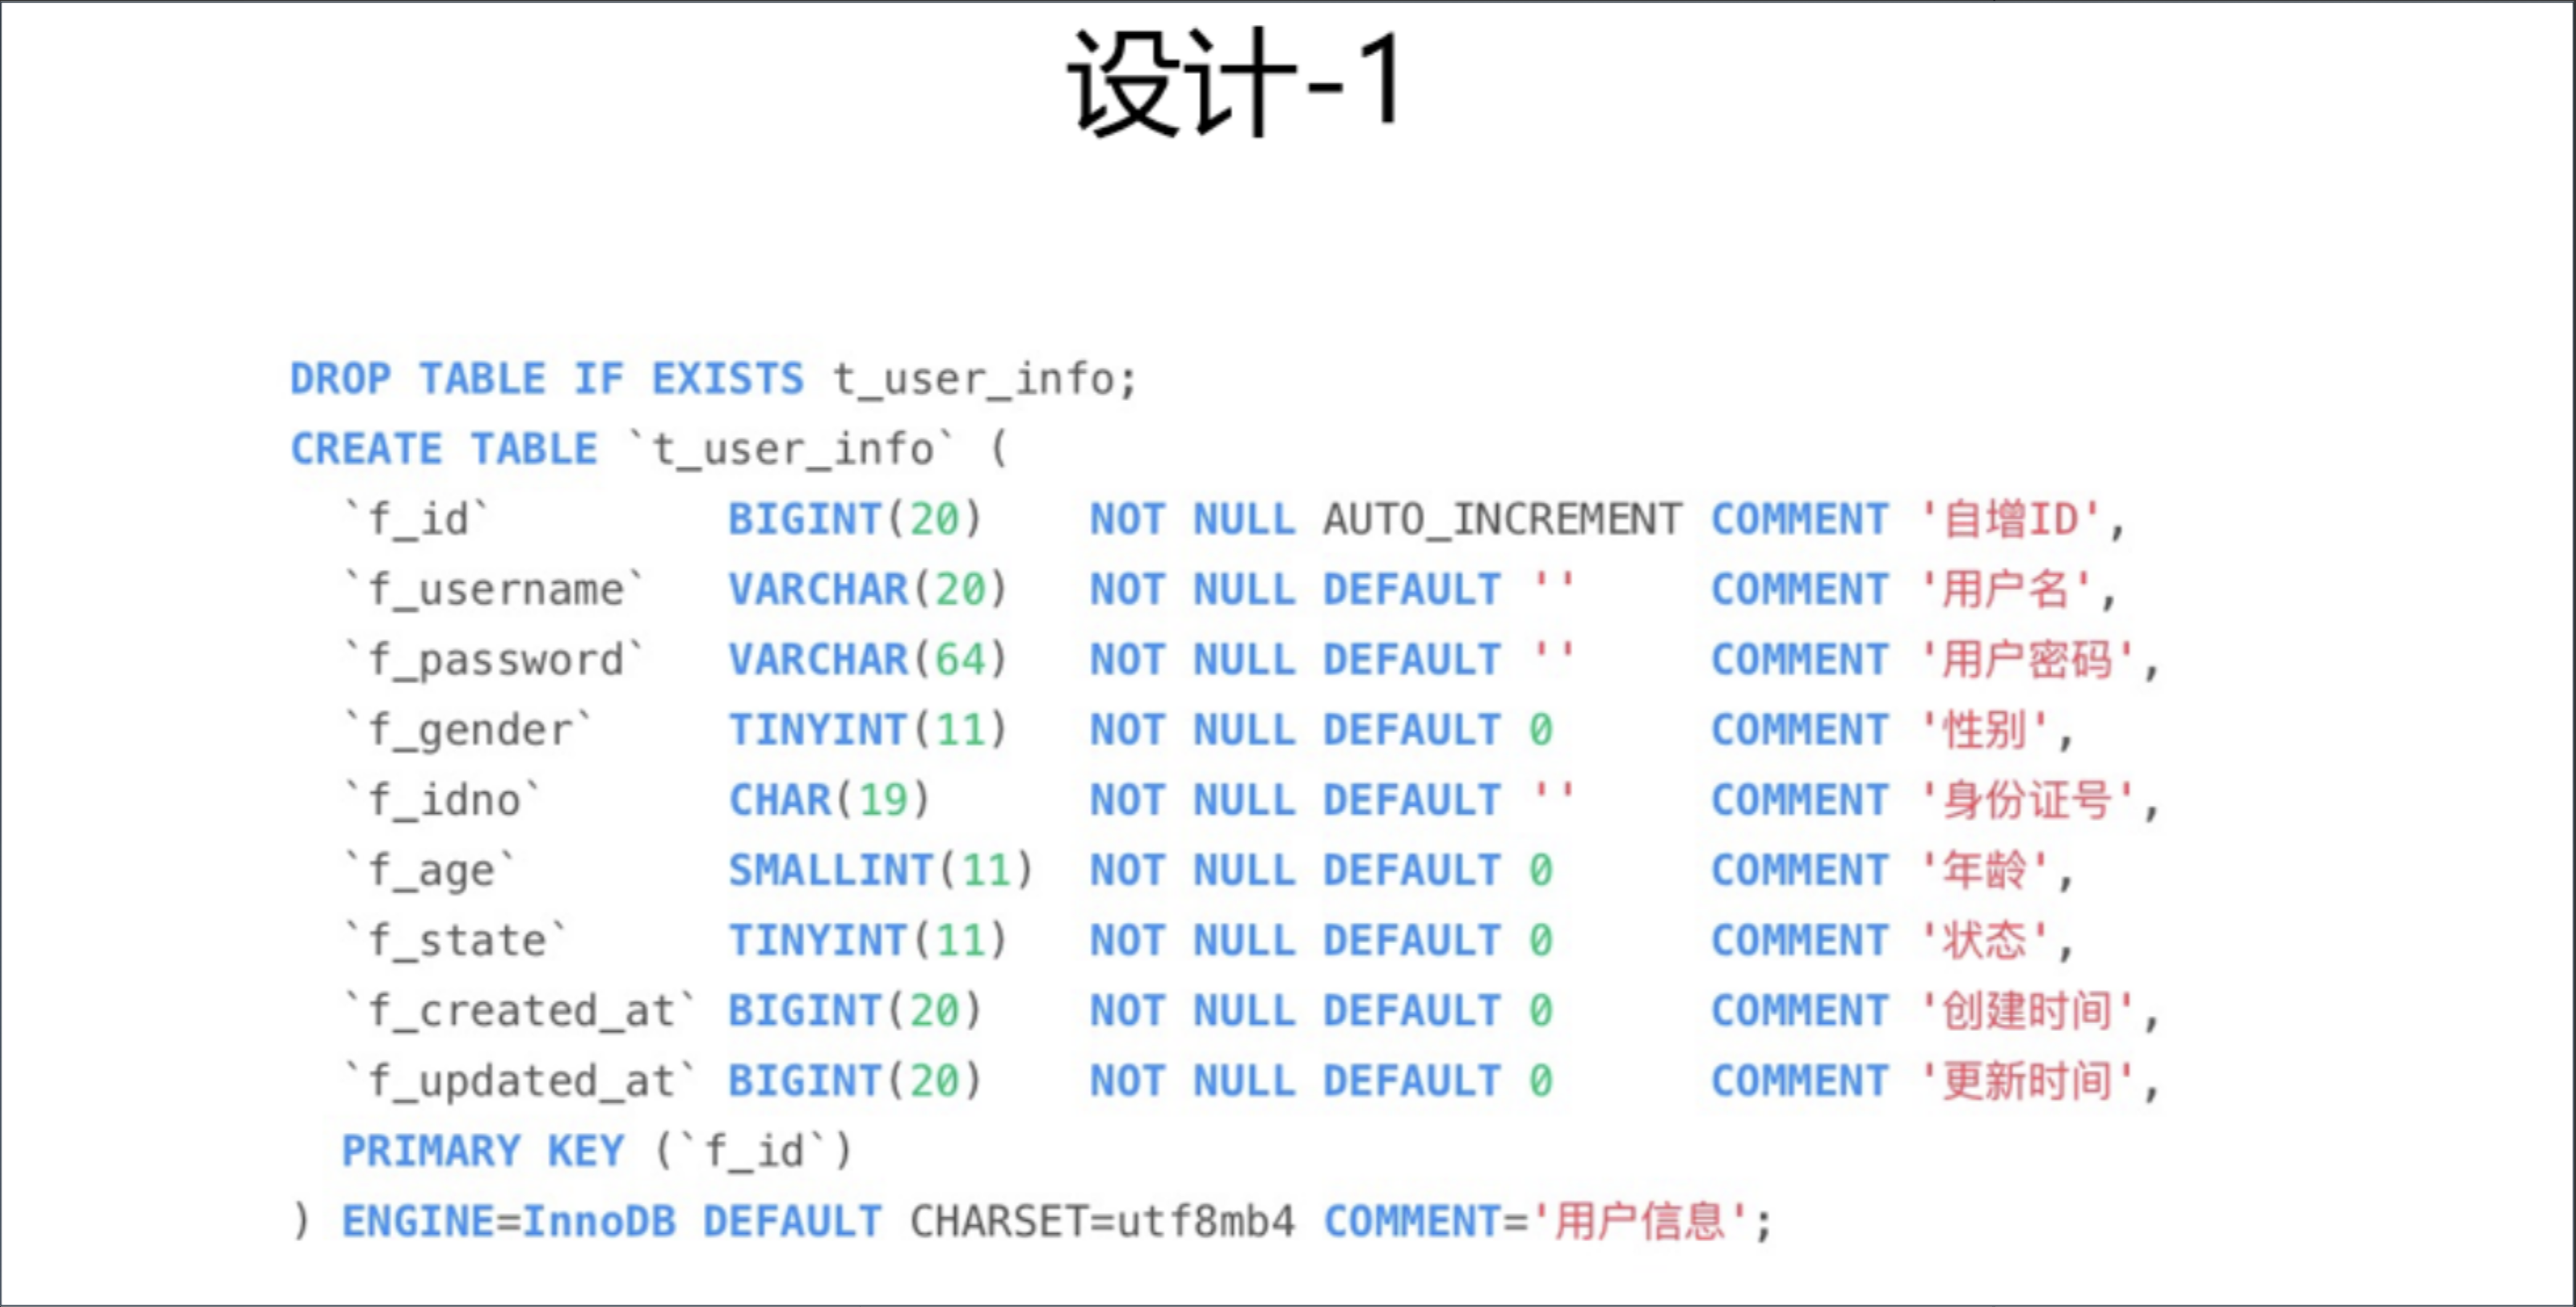 设计-1
DROP TABLE IF EXISTS t_user_info;
CREATE TABLE `t_user_info` (
`f_id` BIGINT(20) NOT NULL AUTO_INCREMENT COMMENT '自增ID',
`f_username` VARCHAR(20) NOT NULL DEFAULT '' COMMENT '用户名',
`f_password` VARCHAR(64) NOT NULL DEFAULT '' COMMENT '用户密码',
`f_gender` TINYINT(11) NOT NULL DEFAULT 0 COMMENT '性别',
`f_idno` CHAR(19) NOT NULL DEFAULT '' COMMENT '身份证号',
`f_age` SMALLINT(11) NOT NULL DEFAULT 0 COMMENT '年龄',
`f_state` TINYINT(11) NOT NULL DEFAULT 0 COMMENT '状态',
`f_created_at` BIGINT(20) NOT NULL DEFAULT 0 COMMENT '创建时间',
`f_updated_at` BIGINT(20) NOT NULL DEFAULT 0 COMMENT '更新时间',
PRIMARY KEY (`f_id`)
) ENGINE=InnoDB DEFAULT CHARSET=utf8mb4 COMMENT='用户信息';